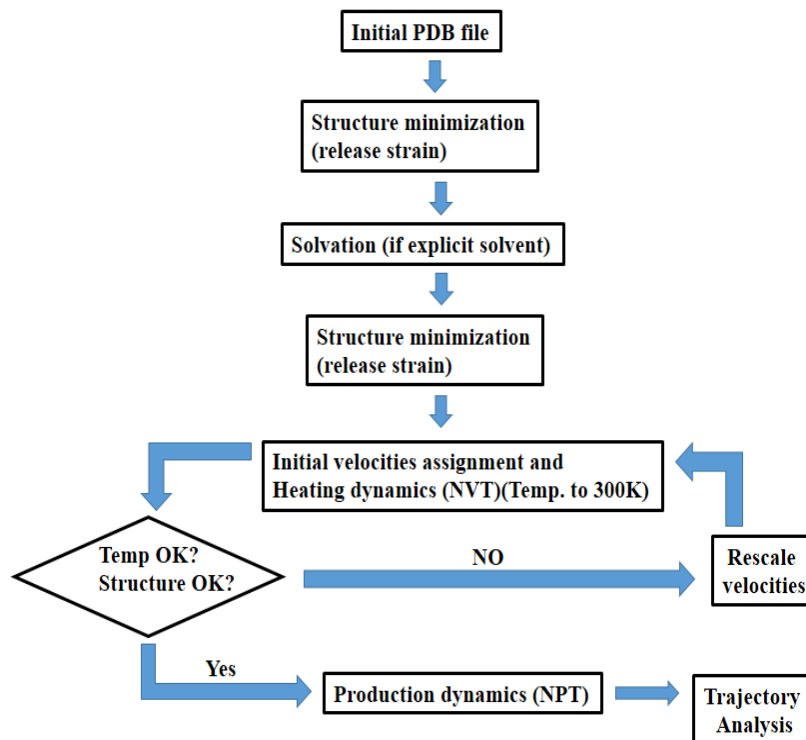 Initial PDB file
Structure minimization
(release strain)
Solvation (if explicit solvent)
Structure minimization
(release strain)
Initial velocities assignment and
Heating dynamics (NVT)(Temp. to 300K)
Temp OK?
Structure OK?
NO
Rescale
velocities
Yes
Production dynamics (NPT)
Trajectory
Analysis